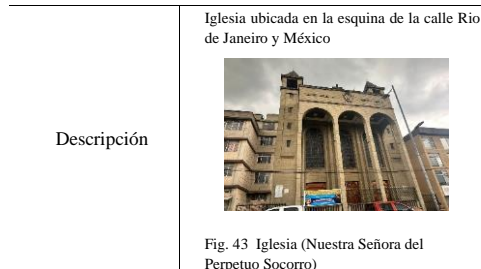 Iglesia ubicada en la esquina de la calle Rio
de Janeiro y México
Descripción
Fig. 43 Iglesia (Nuestra Señora del
Perpetuo Socorro)